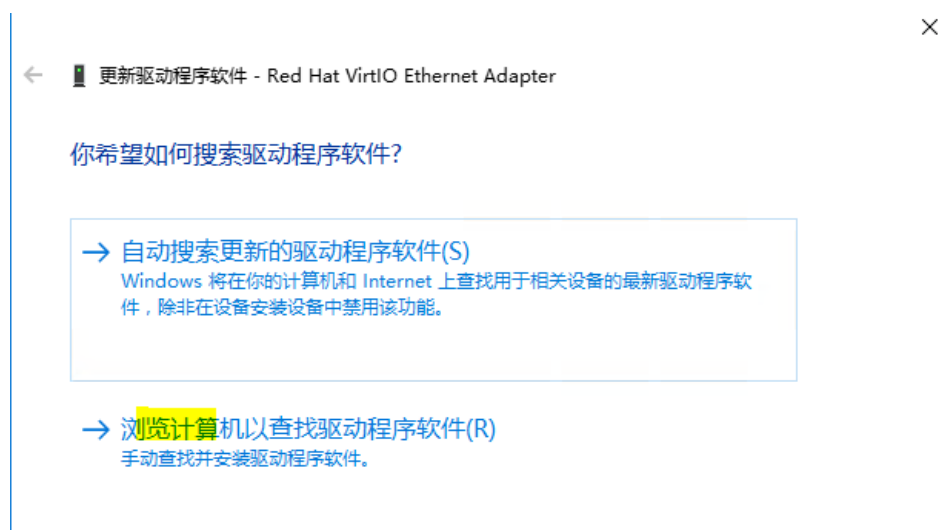 更新驱动程序软件 - Red Hat VirtIO Ethernet Adapter
你希望如何搜索驱动程序软件?
自动搜索更新的驱动程序软件(S)
Windows 将在你的计算机和 Internet 上查找用于相关设备的最新驱动程序软
件，除非在设备安装设备中禁用该功能。
浏览计算机以查找驱动程序软件(R)
手动查找并安装驱动程序软件。